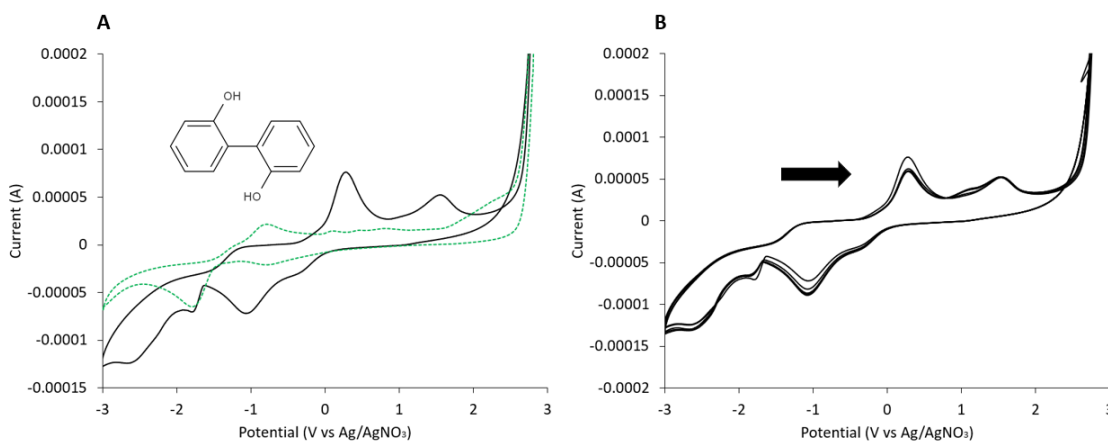 A
0.0002
0.00015
0.0001
0.00005
0
-0.00005
-0.0001
-0.00015
Current (A)
OH
HO
-3 -2 -1 0 1 2 3
Potential (V vs Ag/AgNO₃)
B
0.0002
0.00015
0.0001
0.00005
0
-0.00005
-0.0001
-0.00015
-0.0002
Current (A)
-3 -2 -1 0 1 2 3
Potential (V vs Ag/AgNO₃)